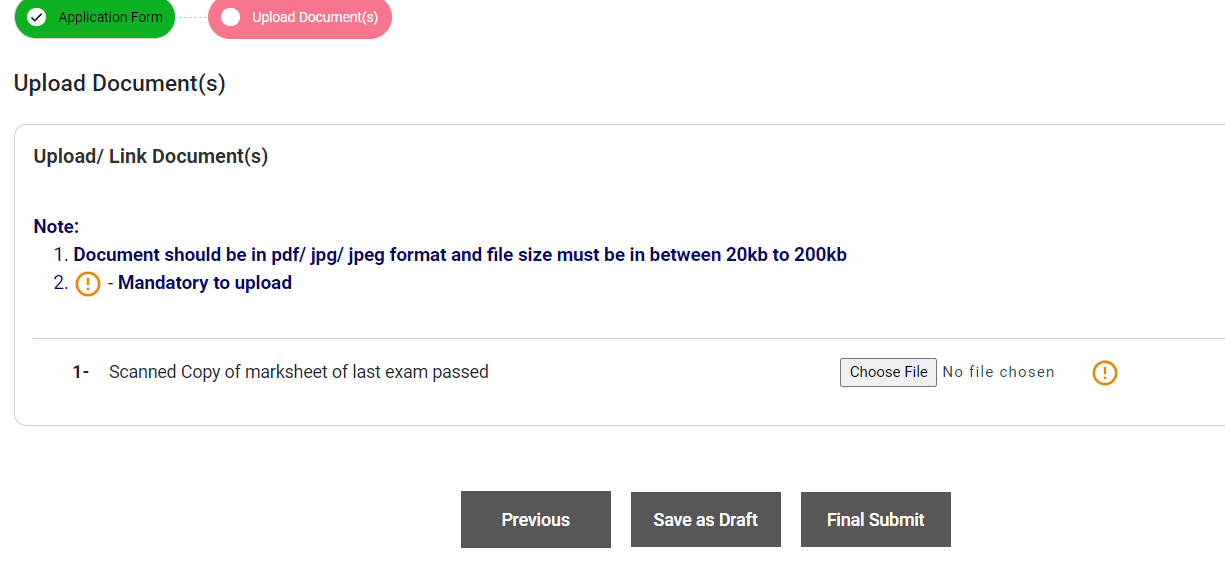 Application Form
Upload Document(s)
Upload Document(s)
Upload/ Link Document(s)
Note:
1. Document should be in pdf/ jpg/ jpeg format and file size must be in between 20kb to 200kb
2. ! - Mandatory to upload
1- Scanned Copy of marksheet of last exam passed Choose File No file chosen !
Previous Save as Draft Final Submit